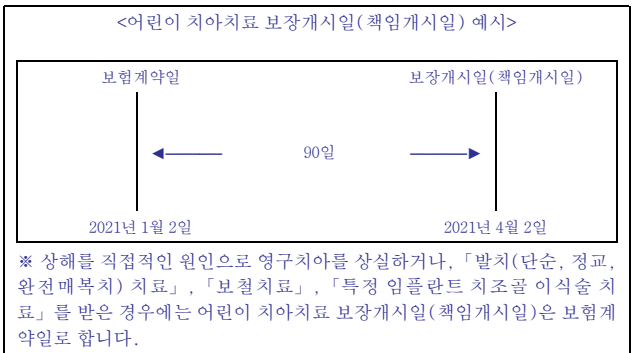 <어린이 치아치료 보장개시일(책임개시일) 예시>
보험계약일 보장개시일(책임개시일)
90일
2021년 1월 2일 2021년 4월 2일
※ 상해를 직접적인 원인으로 영구치아를 상실하거나,「발치(단순, 정교,
완전매복치) 치료」,「보철치료」,「특정 임플란트 치조골 이식술 치
료」를 받은 경우에는 어린이 치아치료 보장개시일(책임개시일)은 보험계
약일로 합니다.